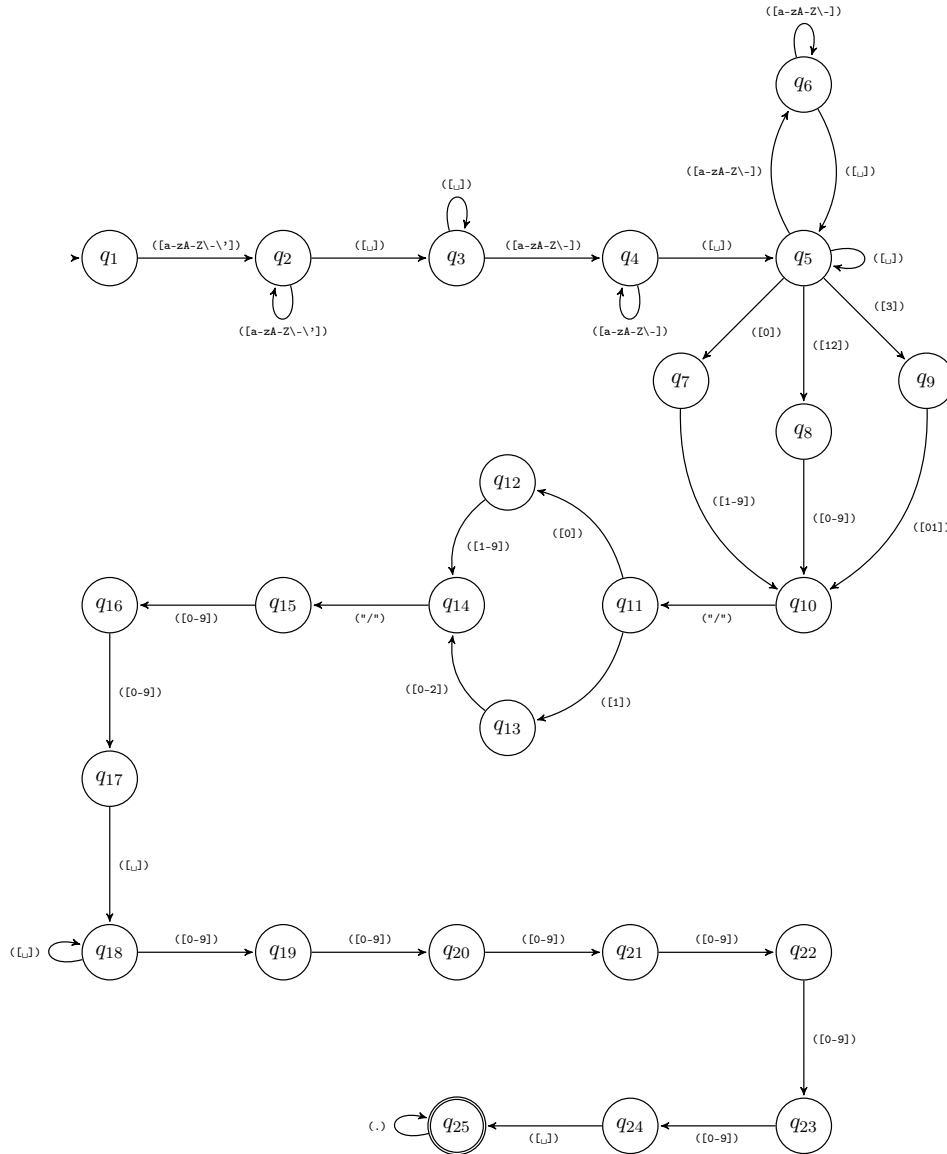 ([a-zA-Z\-])
q6
([a-zA-Z\-]) ([␣])
([␣])
q1 ([a-zA-Z\-\']) q2 ([␣]) q3 ([a-zA-Z\-]) q4 ([␣]) q5 ([␣])
([a-zA-Z\-\']) ([a-zA-Z\-])
([0]) ([12]) ([3])
q7 q9
q8
q12
([1-9]) ([0]) ([1-9]) ([0-9]) ([01])
q16 ([0-9]) q15 ("/") q14 q11 ("/") q10
([0-9]) ([0-2]) ([1])
q13
q17
([␣])
([␣]) q18 ([0-9]) q19 ([0-9]) q20 ([0-9]) q21 ([0-9]) q22
([0-9])
(.) q25 ([␣]) q24 ([0-9]) q23